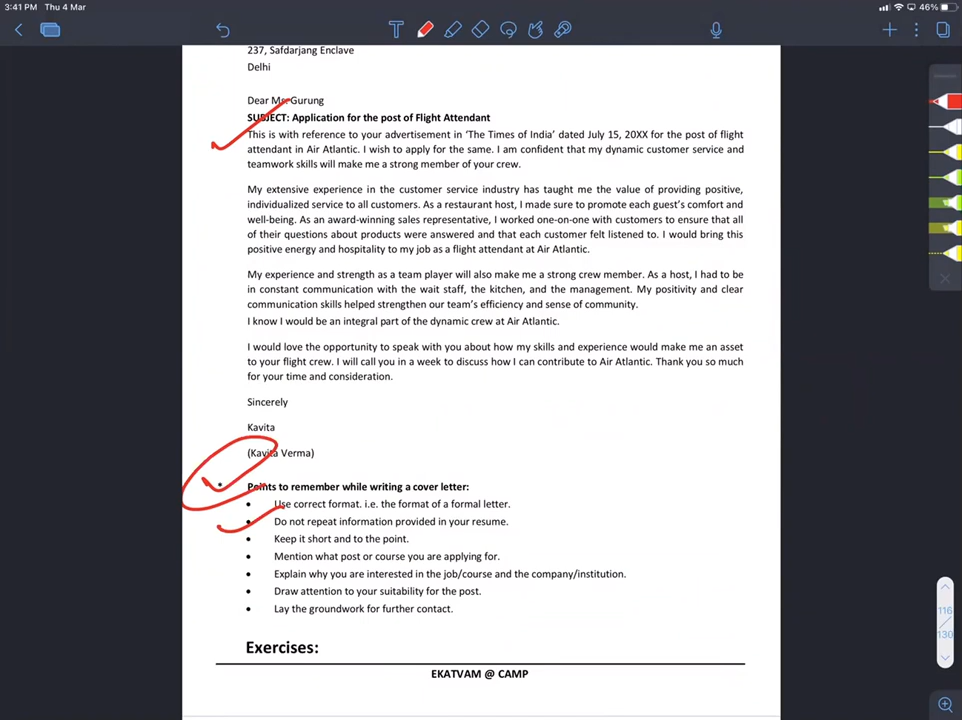 3:41 PM Thu 4 Mar
46%
237, Safdarjang Enclave
Delhi
Dear Ms. Gurung
SUBJECT: Application for the post of Flight Attendant
This is with reference to your advertisement in ‘The Times of India’ dated July 15, 20XX for the post of flight
attendant in Air Atlantic. I wish to apply for the same. I am confident that my dynamic customer service and
teamwork skills will make me a strong member of your crew.
My extensive experience in the customer service industry has taught me the value of providing positive,
individualized service to all customers. As a restaurant host, I made sure to promote each guest’s comfort and
well-being. As an award-winning sales representative, I worked one-on-one with customers to ensure that all
of their questions about products were answered and that each customer felt listened to. I would bring this
positive energy and hospitality to my job as a flight attendant at Air Atlantic.
My experience and strength as a team player will also make me a strong crew member. As a host, I had to be
in constant communication with the wait staff, the kitchen, and the management. My positivity and clear
communication skills helped strengthen our team’s efficiency and sense of community.
I know I would be an integral part of the dynamic crew at Air Atlantic.
I would love the opportunity to speak with you about how my skills and experience would make me an asset
to your flight crew. I will call you in a week to discuss how I can contribute to Air Atlantic. Thank you so much
for your time and consideration.
Sincerely
Kavita
(Kavita Verma)
* Points to remember while writing a cover letter:
• Use correct format. i.e. the format of a formal letter.
• Do not repeat information provided in your resume.
• Keep it short and to the point.
• Mention what post or course you are applying for.
• Explain why you are interested in the job/course and the company/institution.
• Draw attention to your suitability for the post.
• Lay the groundwork for further contact.
Exercises:
EKATVAM @ CAMP
116
130